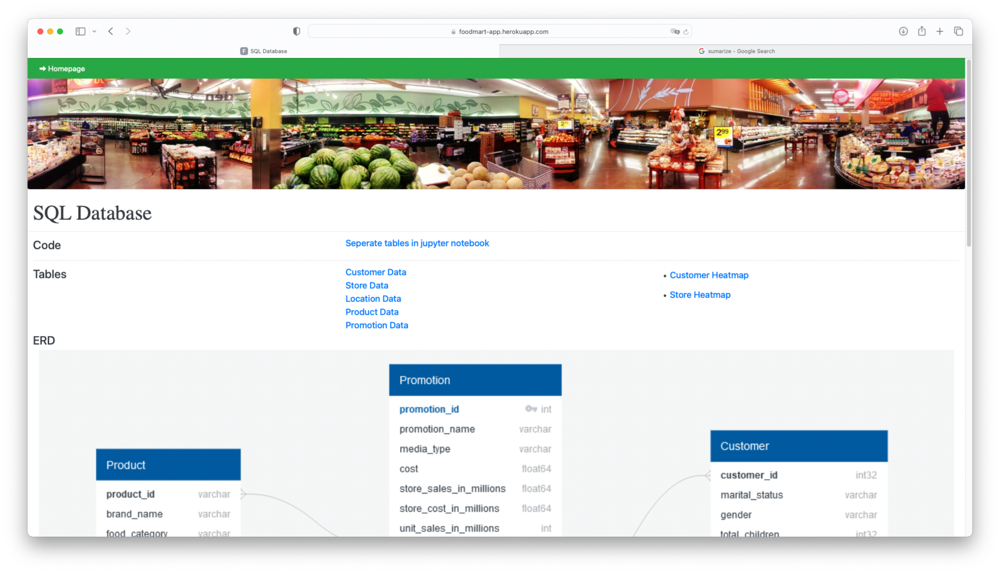 foodmart-app.herokuapp.com
F SQL Database
sumarize - Google Search
Homepage
2.99
SQL Database
Code
Seperate tables in jupyter notebook
Tables
Customer Data
Store Data
Location Data
Product Data
Promotion Data
• Customer Heatmap
• Store Heatmap
ERD
Promotion
promotion_id int
promotion_name varchar
media_type varchar
cost float64
store_sales_in_millions float64
store_cost_in_millions float64
unit_sales_in_millions int
Product
product_id varchar
brand_name varchar
food_category varchar
Customer
customer_id int32
marital_status varchar
gender varchar
total_children int32